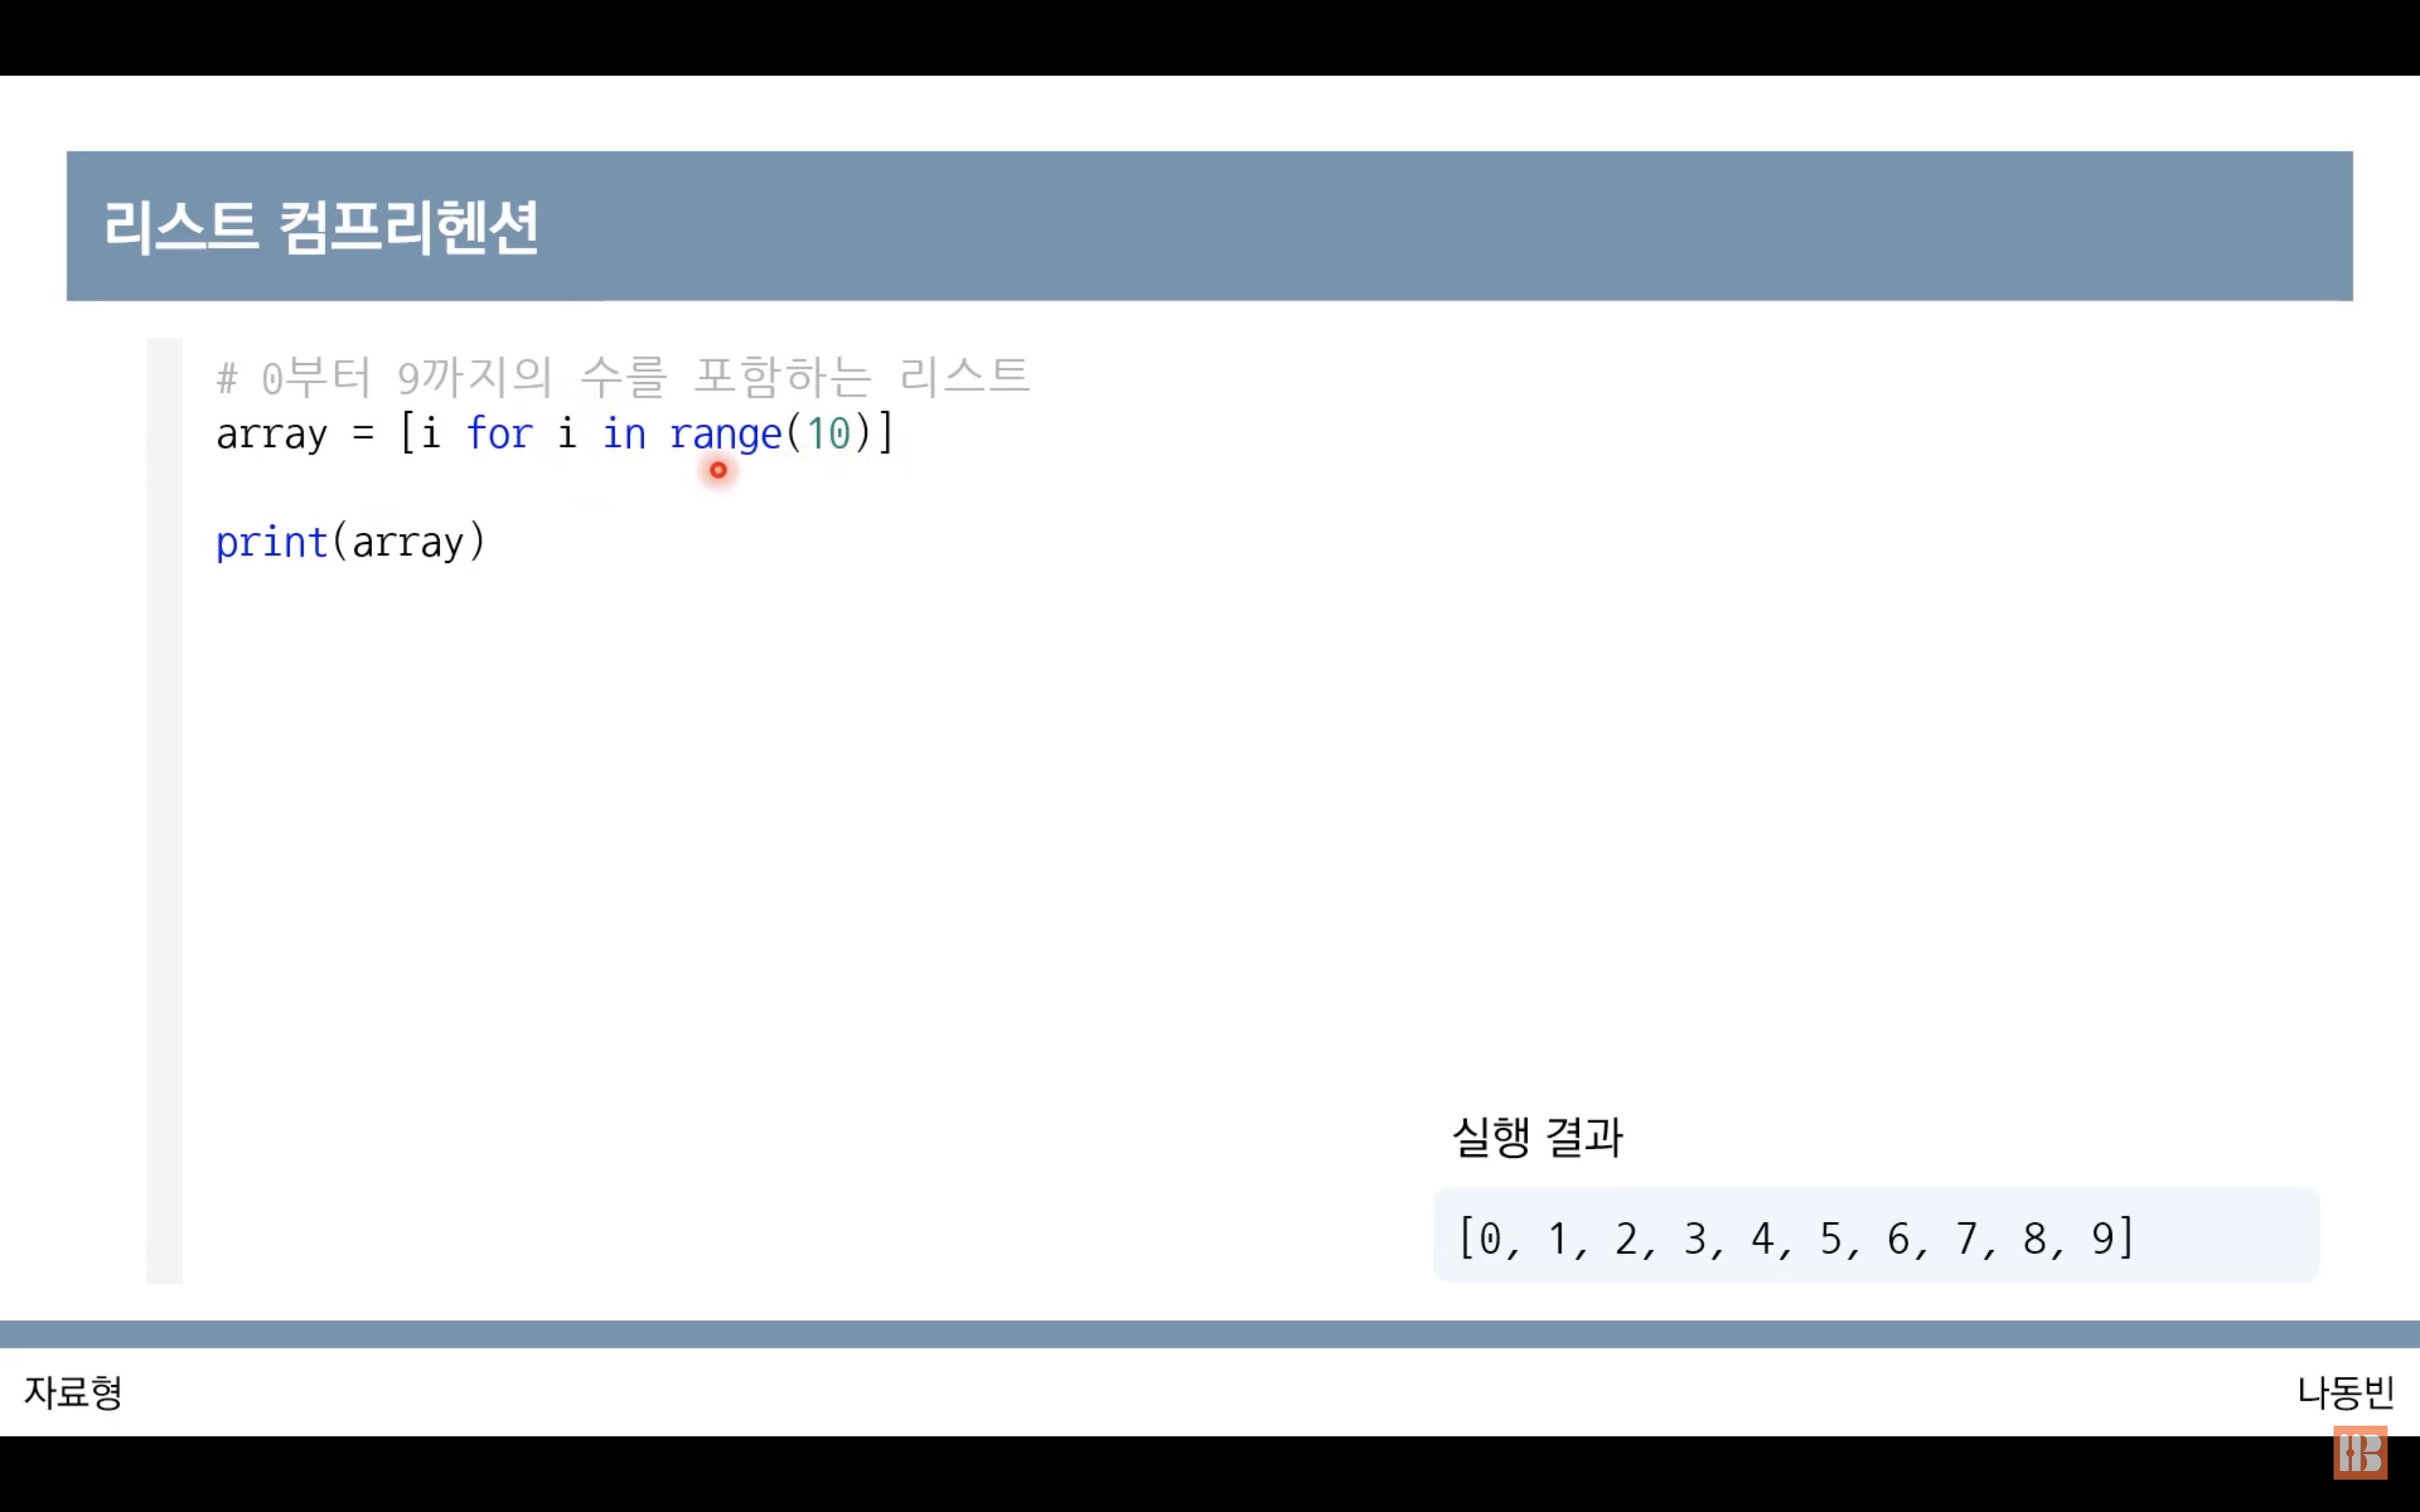 리스트 컴프리헨션
# 0부터 9까지의 수를 포함하는 리스트
array = [i for i in range(10)]
print(array)
실행 결과
[0, 1, 2, 3, 4, 5, 6, 7, 8, 9]
자료형
나동빈